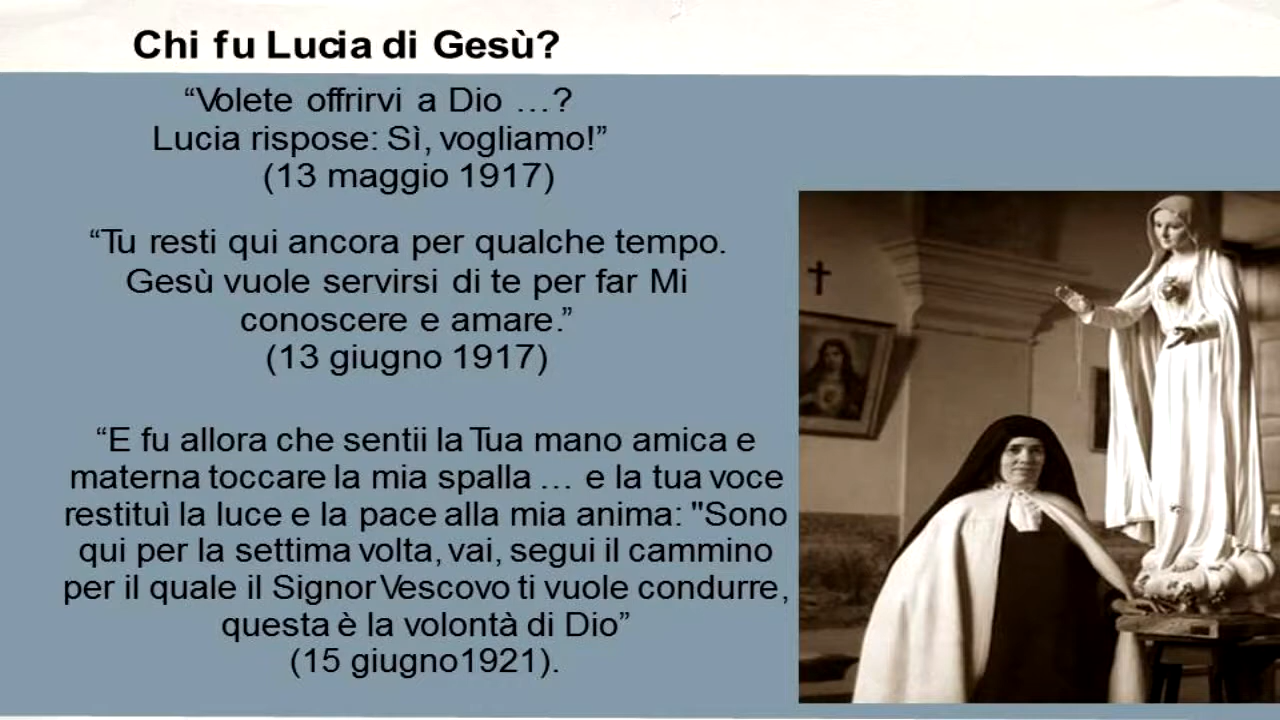 Chi fu Lucia di Gesù?
“Volete offrirvi a Dio …?
Lucia rispose: Sì, vogliamo!”
(13 maggio 1917)
“Tu resti qui ancora per qualche tempo.
Gesù vuole servirsi di te per far Mi
conoscere e amare.”
(13 giugno 1917)
“E fu allora che sentii la Tua mano amica e
materna toccare la mia spalla … e la tua voce
restituì la luce e la pace alla mia anima: "Sono
qui per la settima volta, vai, segui il cammino
per il quale il Signor Vescovo ti vuole condurre,
questa è la volontà di Dio”
(15 giugno1921).